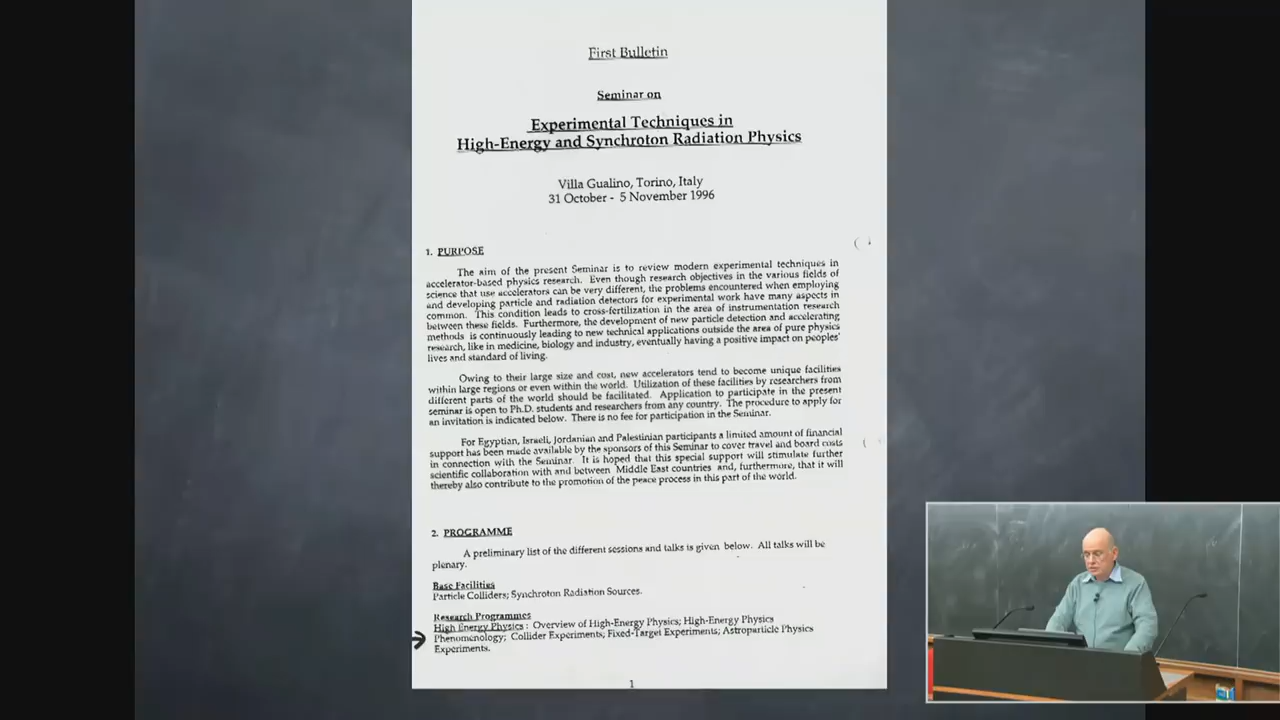 First Bulletin
Seminar on
Experimental Techniques in
High-Energy and Synchroton Radiation Physics
Villa Gualino, Torino, Italy
31 October - 5 November 1996
1. PURPOSE
The aim of the present Seminar is to review modern experimental techniques in
accelerator-based physics research. Even though research objectives in the various fields of
science that use accelerators can be very different, the problems encountered when employing
and developing particle and radiation detectors for experimental work have many aspects in
common. This condition leads to cross-fertilization in the area of instrumentation research
between these fields. Furthermore, the development of new particle detection and accelerating
methods is continuously leading to new technical applications outside the area of pure physics
research, like in medicine, biology and industry, eventually having a positive impact on peoples'
lives and standard of living.
Owing to their large size and cost, new accelerators tend to become unique facilities
within large regions or even within the world. Utilization of these facilities by researchers from
different parts of the world should be facilitated. Application to participate in the present
seminar is open to Ph.D. students and researchers from any country. The procedure to apply for
an invitation is indicated below. There is no fee for participation in the Seminar.
For Egyptian, Israeli, Jordanian and Palestinian participants a limited amount of financial
support has been made available by the sponsors of this Seminar to cover travel and board costs
in connection with the Seminar. It is hoped that this special support will stimulate further
scientific collaboration with and between Middle East countries and, furthermore, that it will
thereby also contribute to the promotion of the peace process in this part of the world.
2. PROGRAMME
A preliminary list of the different sessions and talks is given below. All talks will be
plenary.
Base Facilities
Particle Colliders; Synchroton Radiation Sources.
Research Programmes
High Energy Physics : Overview of High-Energy Physics; High-Energy Physics
Phenomenology; Collider Experiments; Fixed-Target Experiments; Astroparticle Physics
Experiments.
1